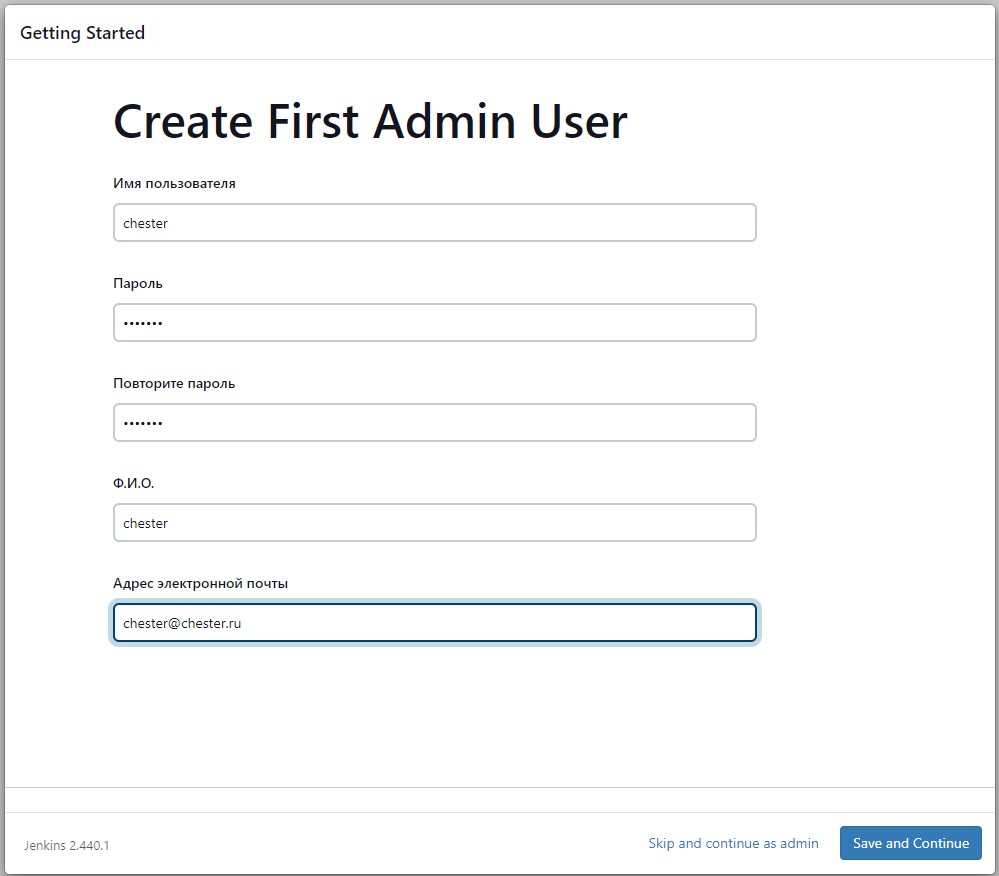 Getting Started
Create First Admin User
Имя пользователя
chester
Пароль
•••••••
Повторите пароль
•••••••
Ф.И.О.
chester
Адрес электронной почты
chester@chester.ru
Jenkins 2.440.1
Skip and continue as admin
Save and Continue